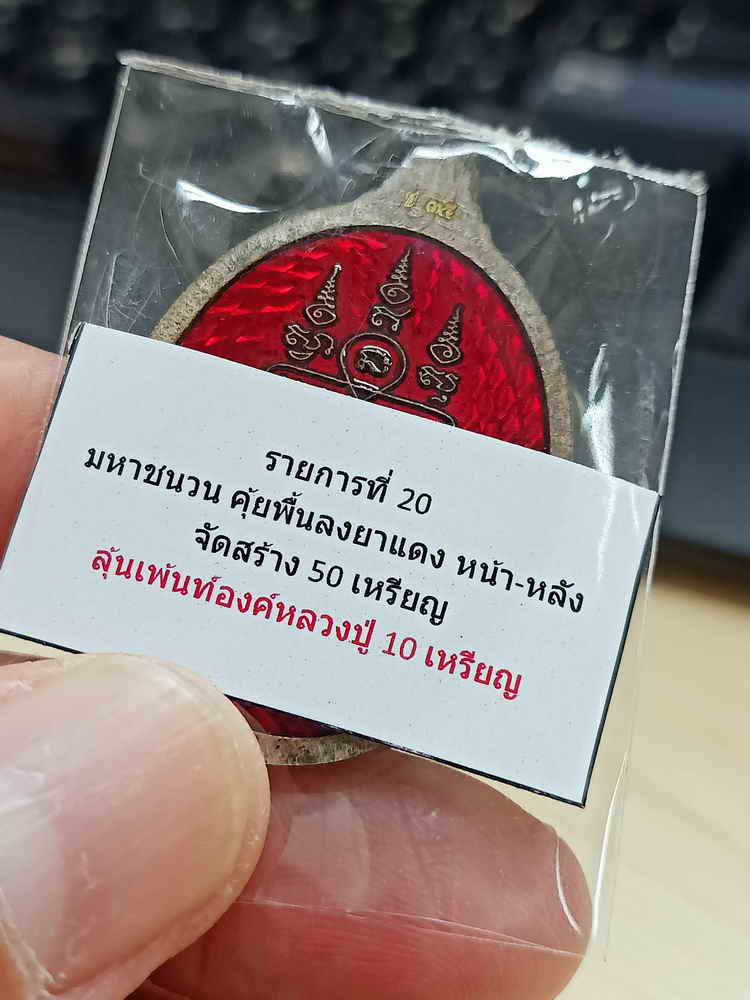 รายการที่ 20
มหาชนวน คุ้ยพื้นลงยาแดง หน้า-หลัง
จัดสร้าง 50 เหรียญ
ลุ้นเพ้นท์องค์หลวงปู่ 10 เหรียญ